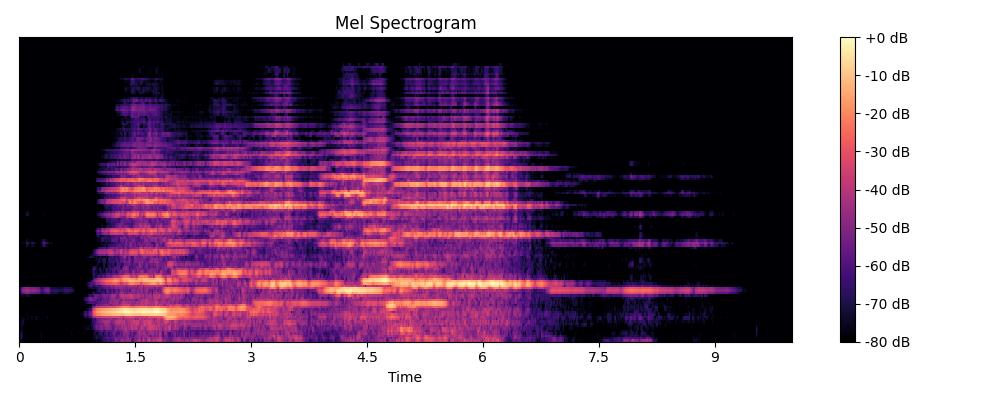 Mel Spectrogram
+0 dB
-10 dB
-20 dB
-30 dB
-40 dB
-50 dB
-60 dB
-70 dB
-80 dB
0 1.5 3 4.5 6 7.5 9
Time